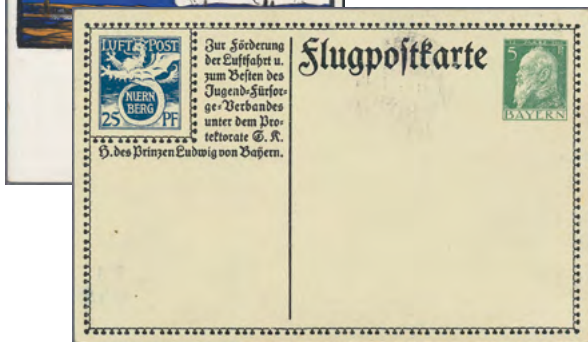 LUFT POST
NUERN
BERG
25 PF
Zur Förderung
der Luftfahrt u.
zum Besten des
Jugend=Fürsor=
ge=Verbandes
unter dem Pro=
tektorate S. K.
H. des Prinzen Ludwig von Bayern.
Flugpostkarte
5
BAYERN